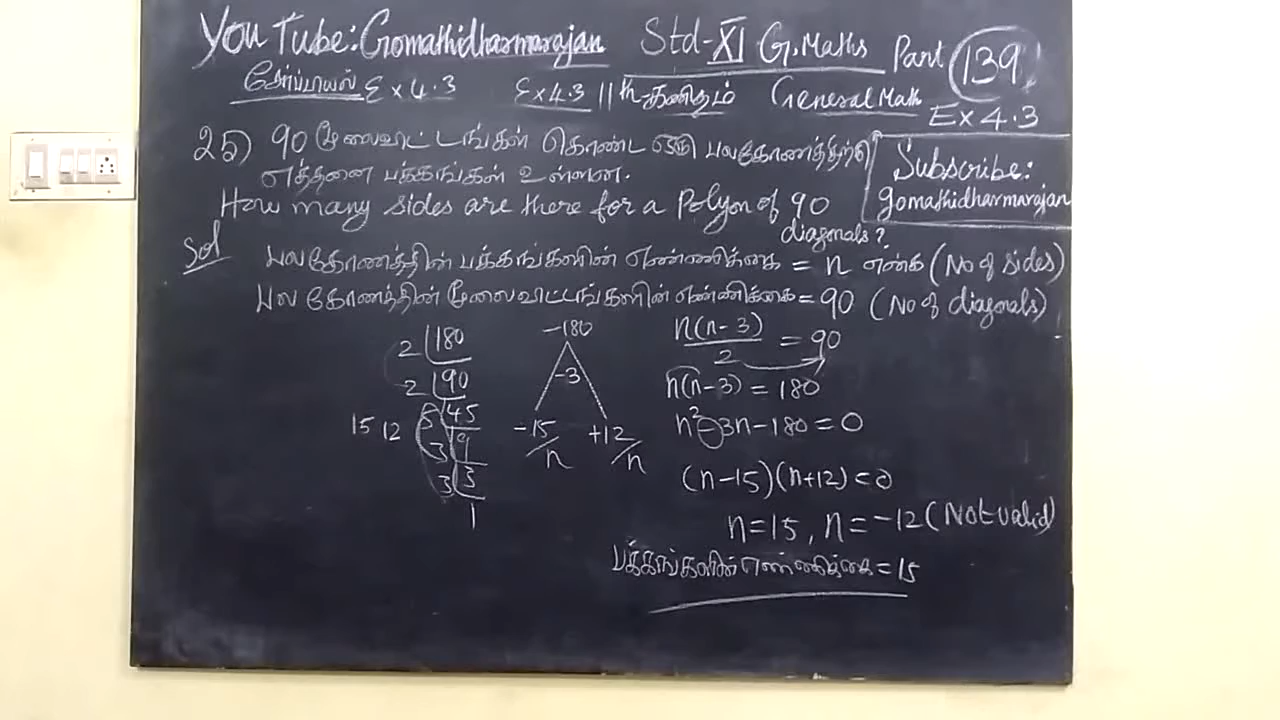 YouTube: Gomathidharmarajan Std-XI G.Maths Part 139
சேர்ப்பியல் Ex 4.3 Ex 4.3 11th-கணிதம் General Math
Ex 4.3
25) 90 மூலைவிட்டங்கள் கொண்ட ஒரு பலகோணத்திற்கு
எத்தனை பக்கங்கள் உள்ளன.
How many sides are there for a Polyon of 90
diagonals?
Subscribe:
gomathidharmarajan
Sol
பலகோணத்தின் பக்கங்களின் எண்ணிக்கை = n என்க (No of sides)
பல கோணத்தின் மூலைவிட்டங்களின் எண்ணிக்கை = 90 (No of diagonals)
2 | 180
2 | 90
5 | 45
3 | 9
3 | 3
1
15 12
-180
-3
-15/n +12/n
n(n-3)/2 = 90
n(n-3) = 180
n²-3n-180=0
(n-15)(n+12)=0
n=15, n=-12 (Not valid)
பக்கங்களின் எண்ணிக்கை = 15